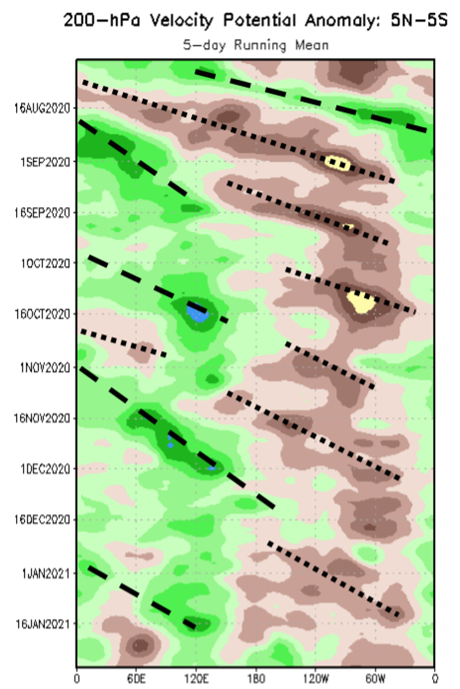 200-hPa Velocity Potential Anomaly: 5N-5S
5-day Running Mean
16AUG2020
1SEP2020
16SEP2020
1OCT2020
16OCT2020
1NOV2020
16NOV2020
1DEC2020
16DEC2020
1JAN2021
16JAN2021
0 60E 120E 180 120W 60W 0